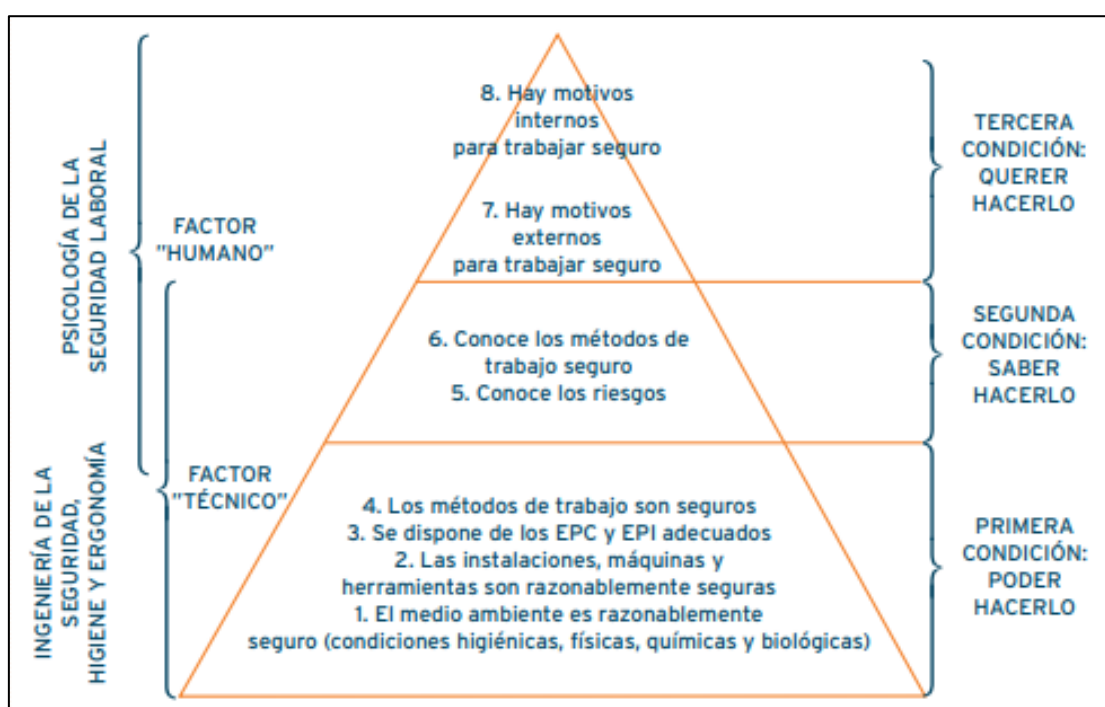 PSICOLOGÍA DE LA
SEGURIDAD LABORAL
INGENIERÍA DE LA
SEGURIDAD,
HIGIENE Y ERGONOMÍA
FACTOR
"HUMANO"
FACTOR
"TÉCNICO"
8. Hay motivos
internos
para trabajar seguro
7. Hay motivos
externos
para trabajar seguro
6. Conoce los métodos de
trabajo seguro
5. Conoce los riesgos
4. Los métodos de trabajo son seguros
3. Se dispone de los EPC y EPI adecuados
2. Las instalaciones, máquinas y
herramientas son razonablemente seguras
1. El medio ambiente es razonablemente
seguro (condiciones higiénicas, físicas, químicas y biológicas)
TERCERA
CONDICIÓN:
QUERER
HACERLO
SEGUNDA
CONDICIÓN:
SABER
HACERLO
PRIMERA
CONDICIÓN:
PODER
HACERLO